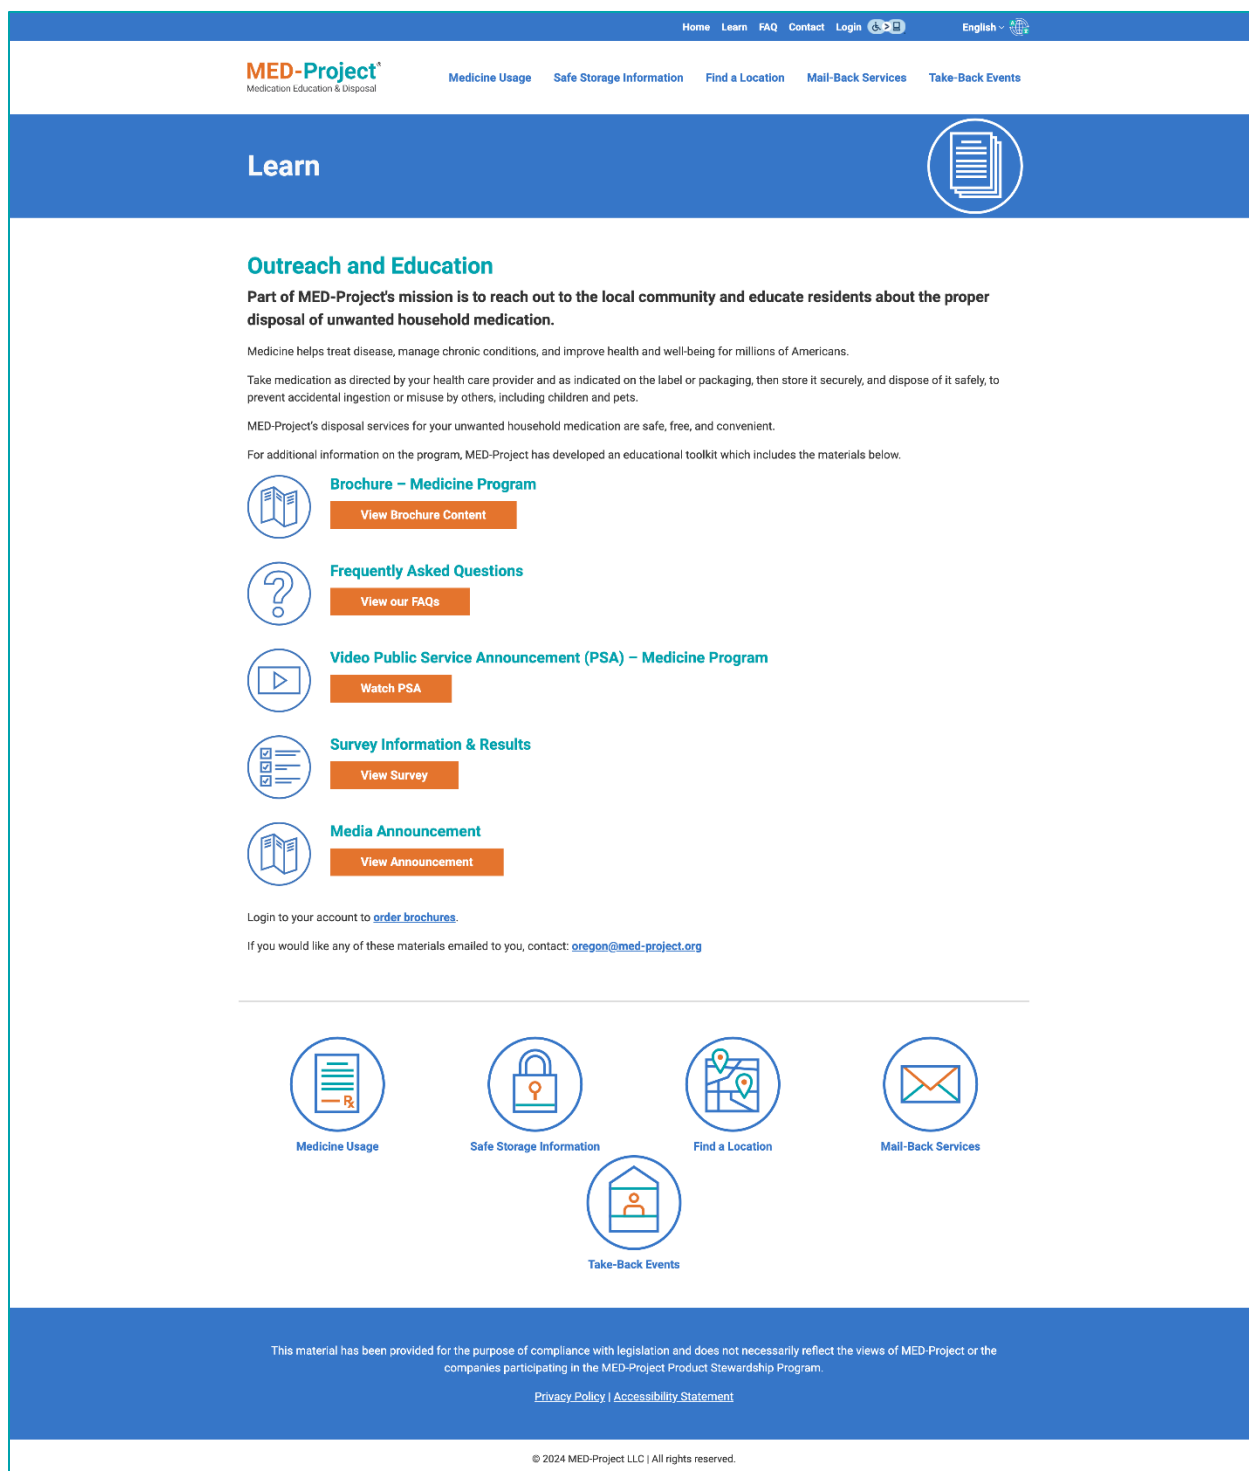 Home Learn FAQ Contact Login English
MED-Project®
Medication Education & Disposal
Medicine Usage Safe Storage Information Find a Location Mail-Back Services Take-Back Events
Learn
Outreach and Education
Part of MED-Project's mission is to reach out to the local community and educate residents about the proper
disposal of unwanted household medication.
Medicine helps treat disease, manage chronic conditions, and improve health and well-being for millions of Americans.
Take medication as directed by your health care provider and as indicated on the label or packaging, then store it securely, and dispose of it safely, to
prevent accidental ingestion or misuse by others, including children and pets.
MED-Project's disposal services for your unwanted household medication are safe, free, and convenient.
For additional information on the program, MED-Project has developed an educational toolkit which includes the materials below.
Brochure – Medicine Program
View Brochure Content
Frequently Asked Questions
View our FAQs
Video Public Service Announcement (PSA) – Medicine Program
Watch PSA
Survey Information & Results
View Survey
Media Announcement
View Announcement
Login to your account to order brochures.
If you would like any of these materials emailed to you, contact: oregon@med-project.org
Rx
Medicine Usage Safe Storage Information Find a Location Mail-Back Services
Take-Back Events
This material has been provided for the purpose of compliance with legislation and does not necessarily reflect the views of MED-Project or the
companies participating in the MED-Project Product Stewardship Program.
Privacy Policy | Accessibility Statement
© 2024 MED-Project LLC | All rights reserved.